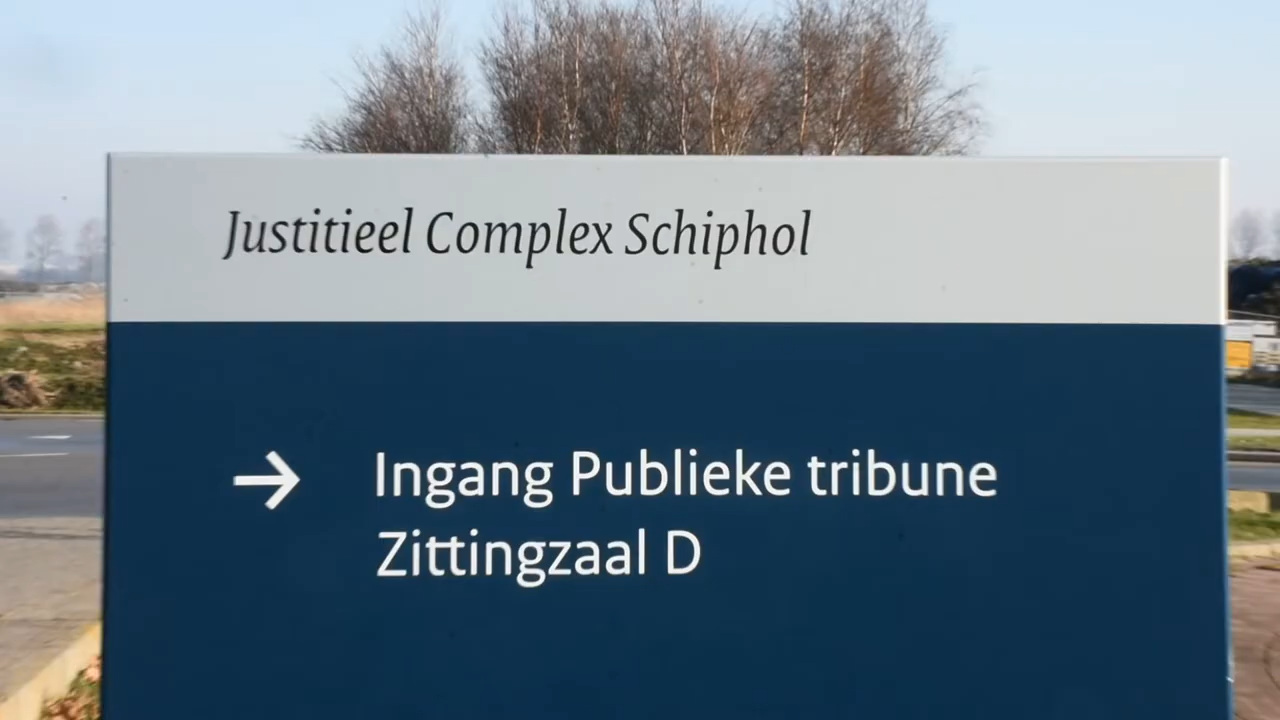 Justitieel Complex Schiphol
→ Ingang Publieke tribune
Zittingzaal D